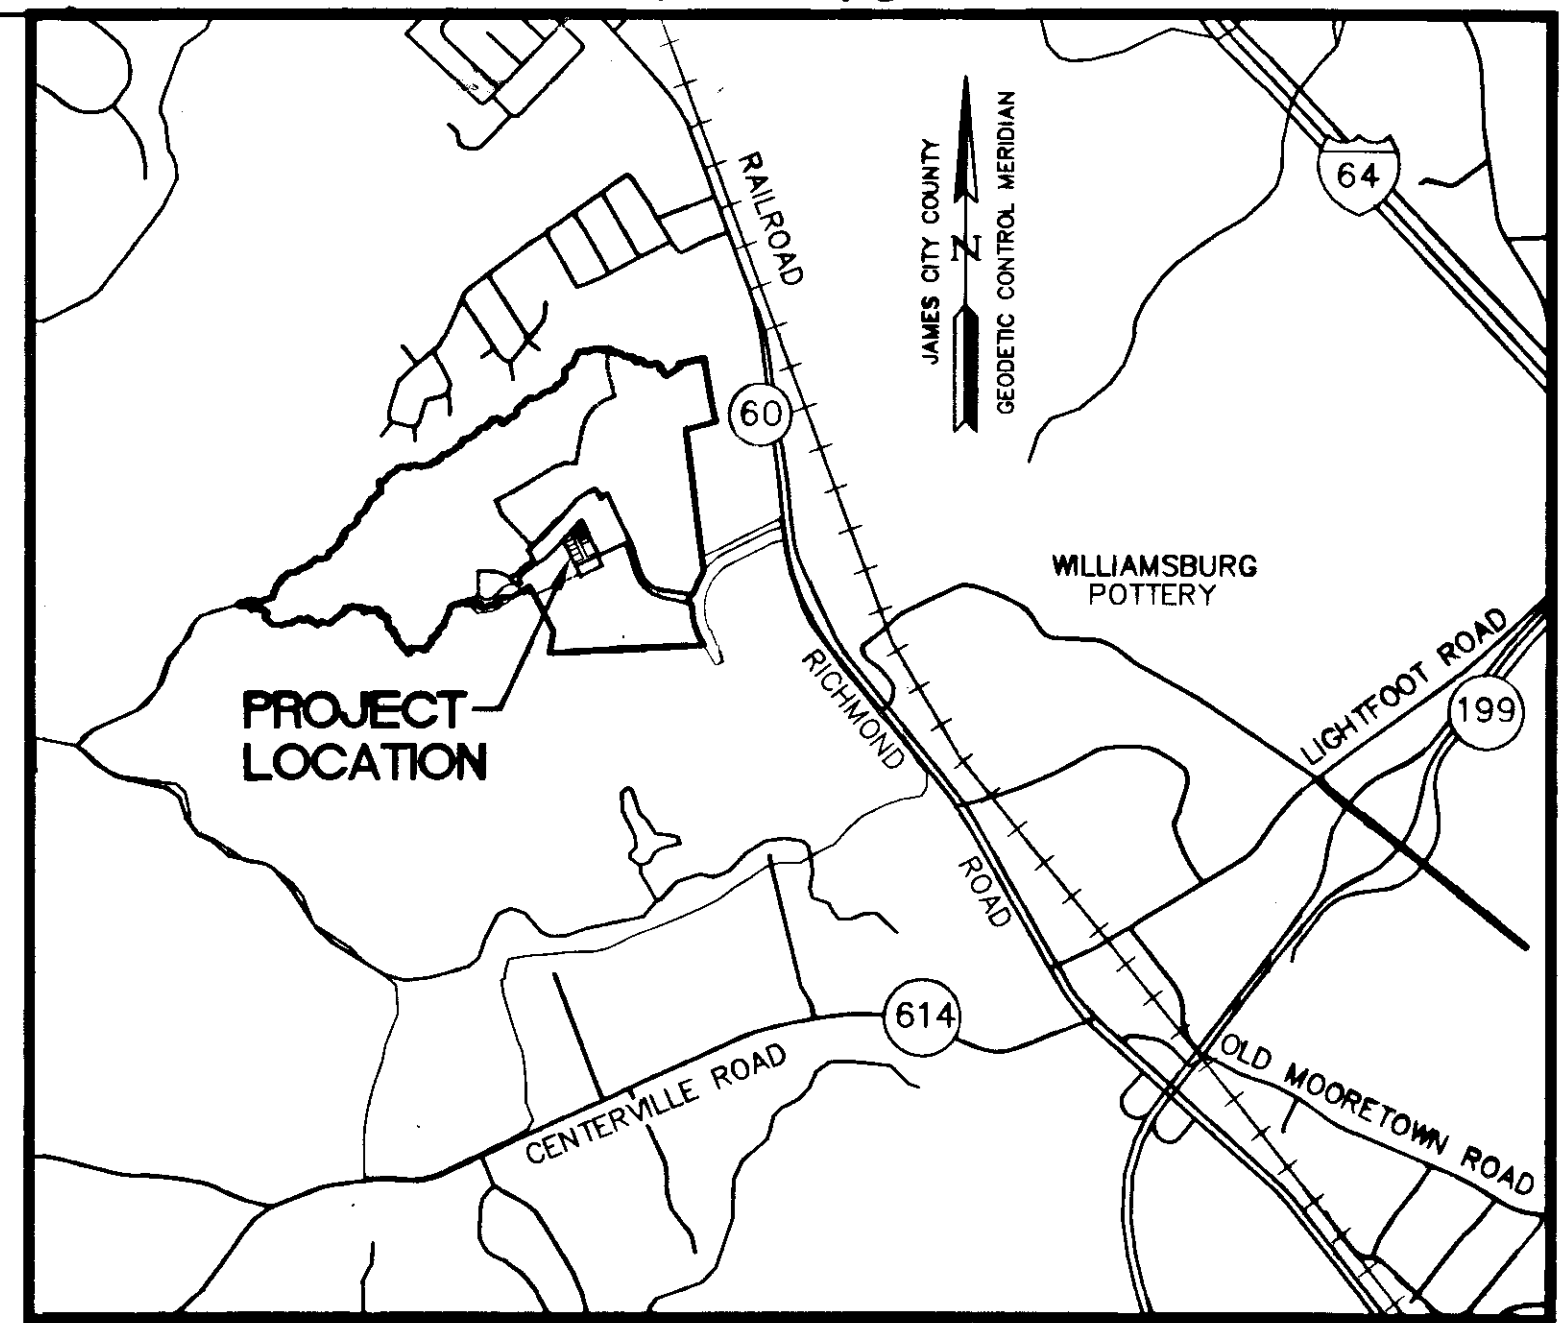 64
RAILROAD
JAMES CITY COUNTY
N
GEODETIC CONTROL MERIDIAN
60
WILLIAMSBURG
POTTERY
LIGHTFOOT ROAD
199
RICHMOND
ROAD
PROJECT
LOCATION
614
CENTERVILLE ROAD
OLD MOORETOWN ROAD